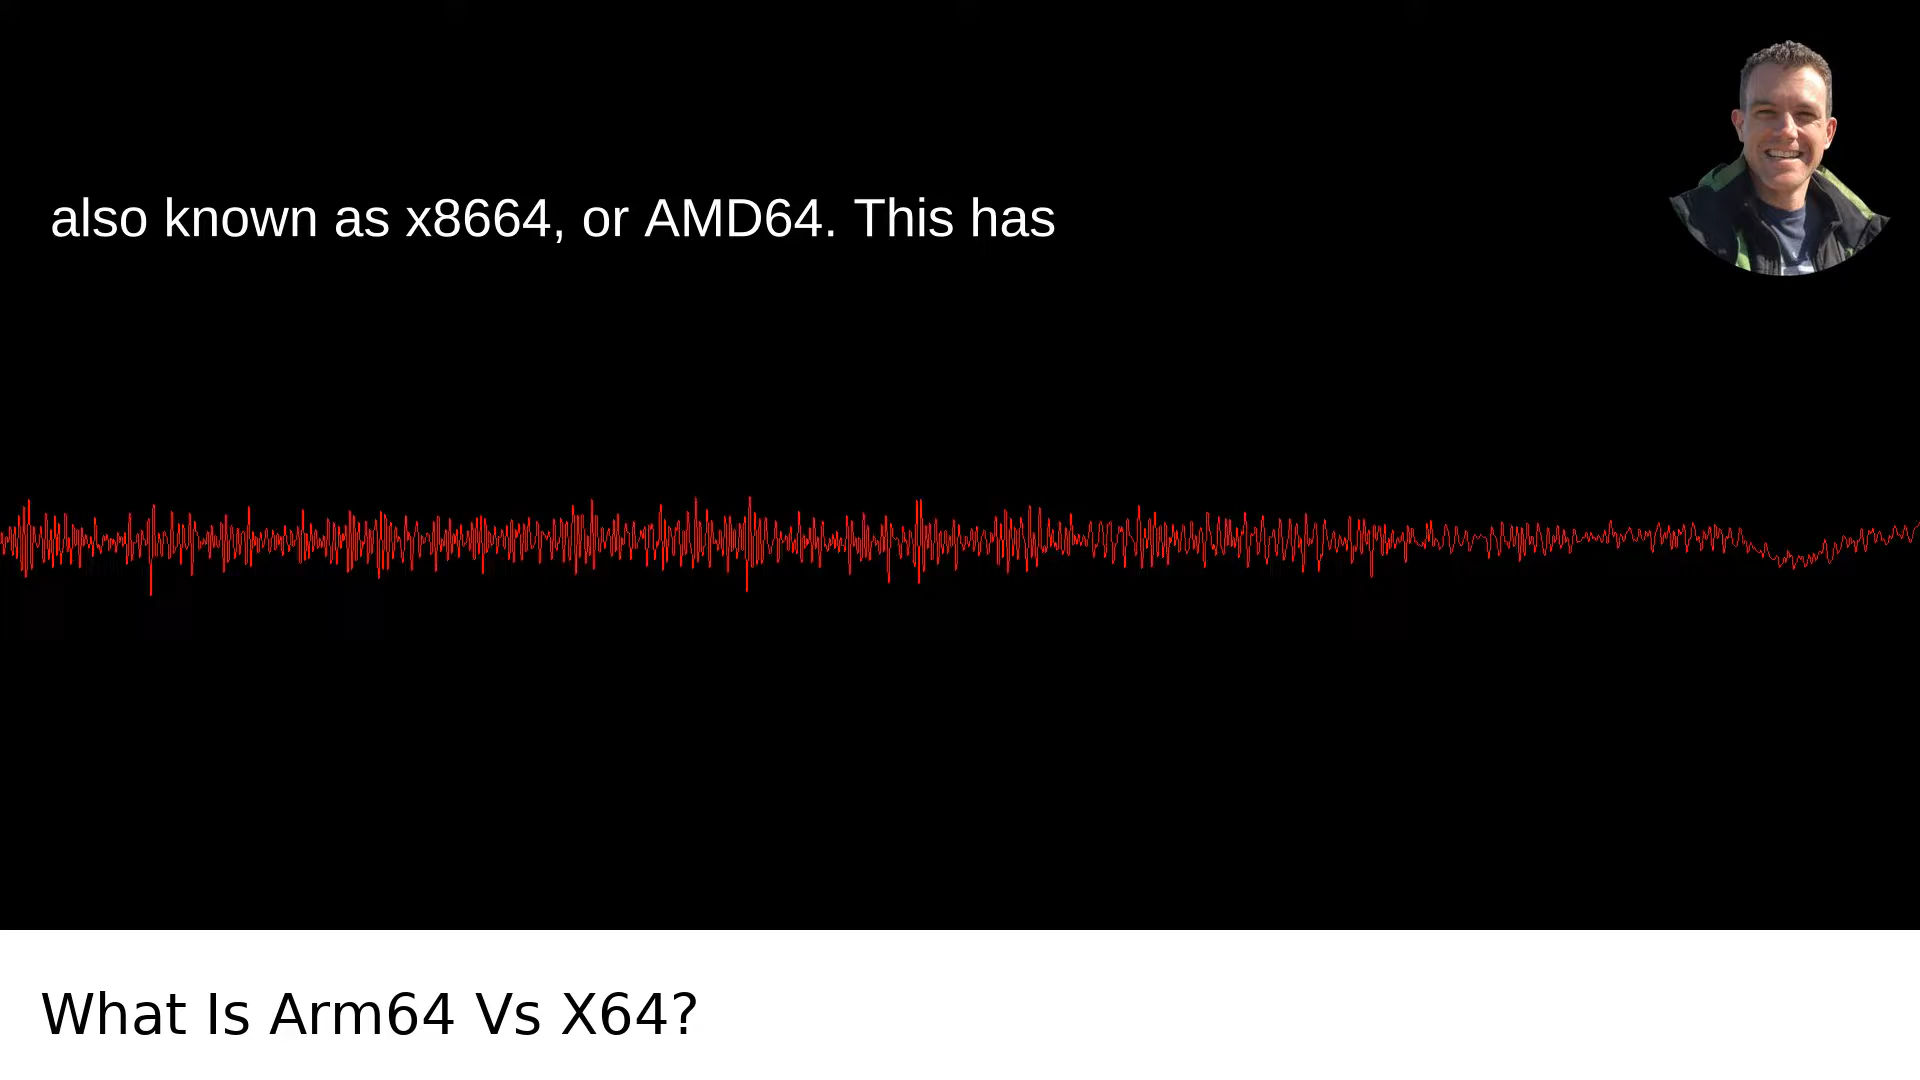 also known as x8664, or AMD64. This has
What Is Arm64 Vs X64?